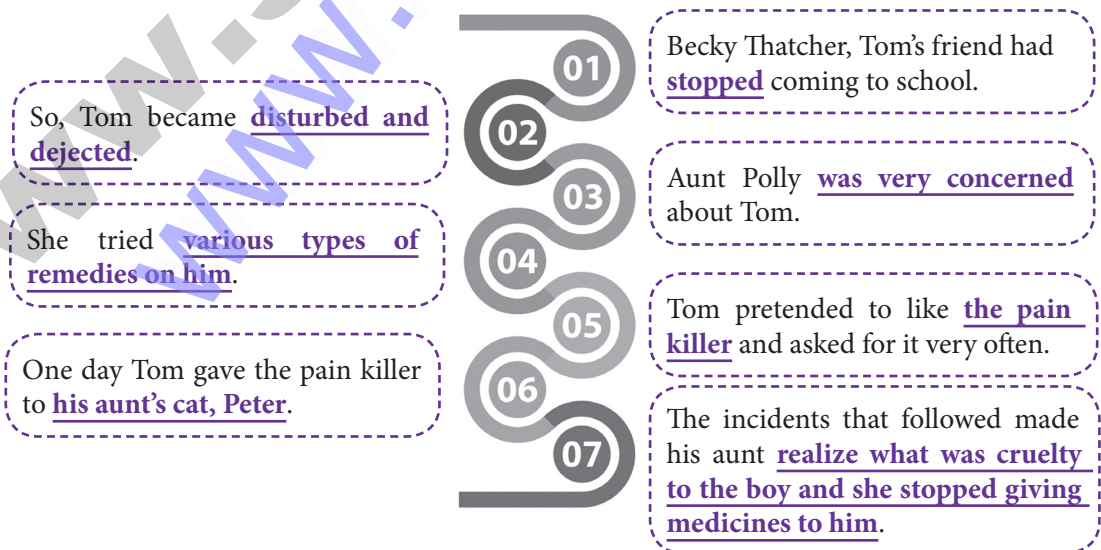 01
Becky Thatcher, Tom's friend had
stopped coming to school.
02
So, Tom became disturbed and
dejected.
03
Aunt Polly was very concerned
about Tom.
04
She tried various types of
remedies on him.
05
Tom pretended to like the pain
killer and asked for it very often.
06
One day Tom gave the pain killer
to his aunt's cat, Peter.
07
The incidents that followed made
his aunt realize what was cruelty
to the boy and she stopped giving
medicines to him.
www.
www.